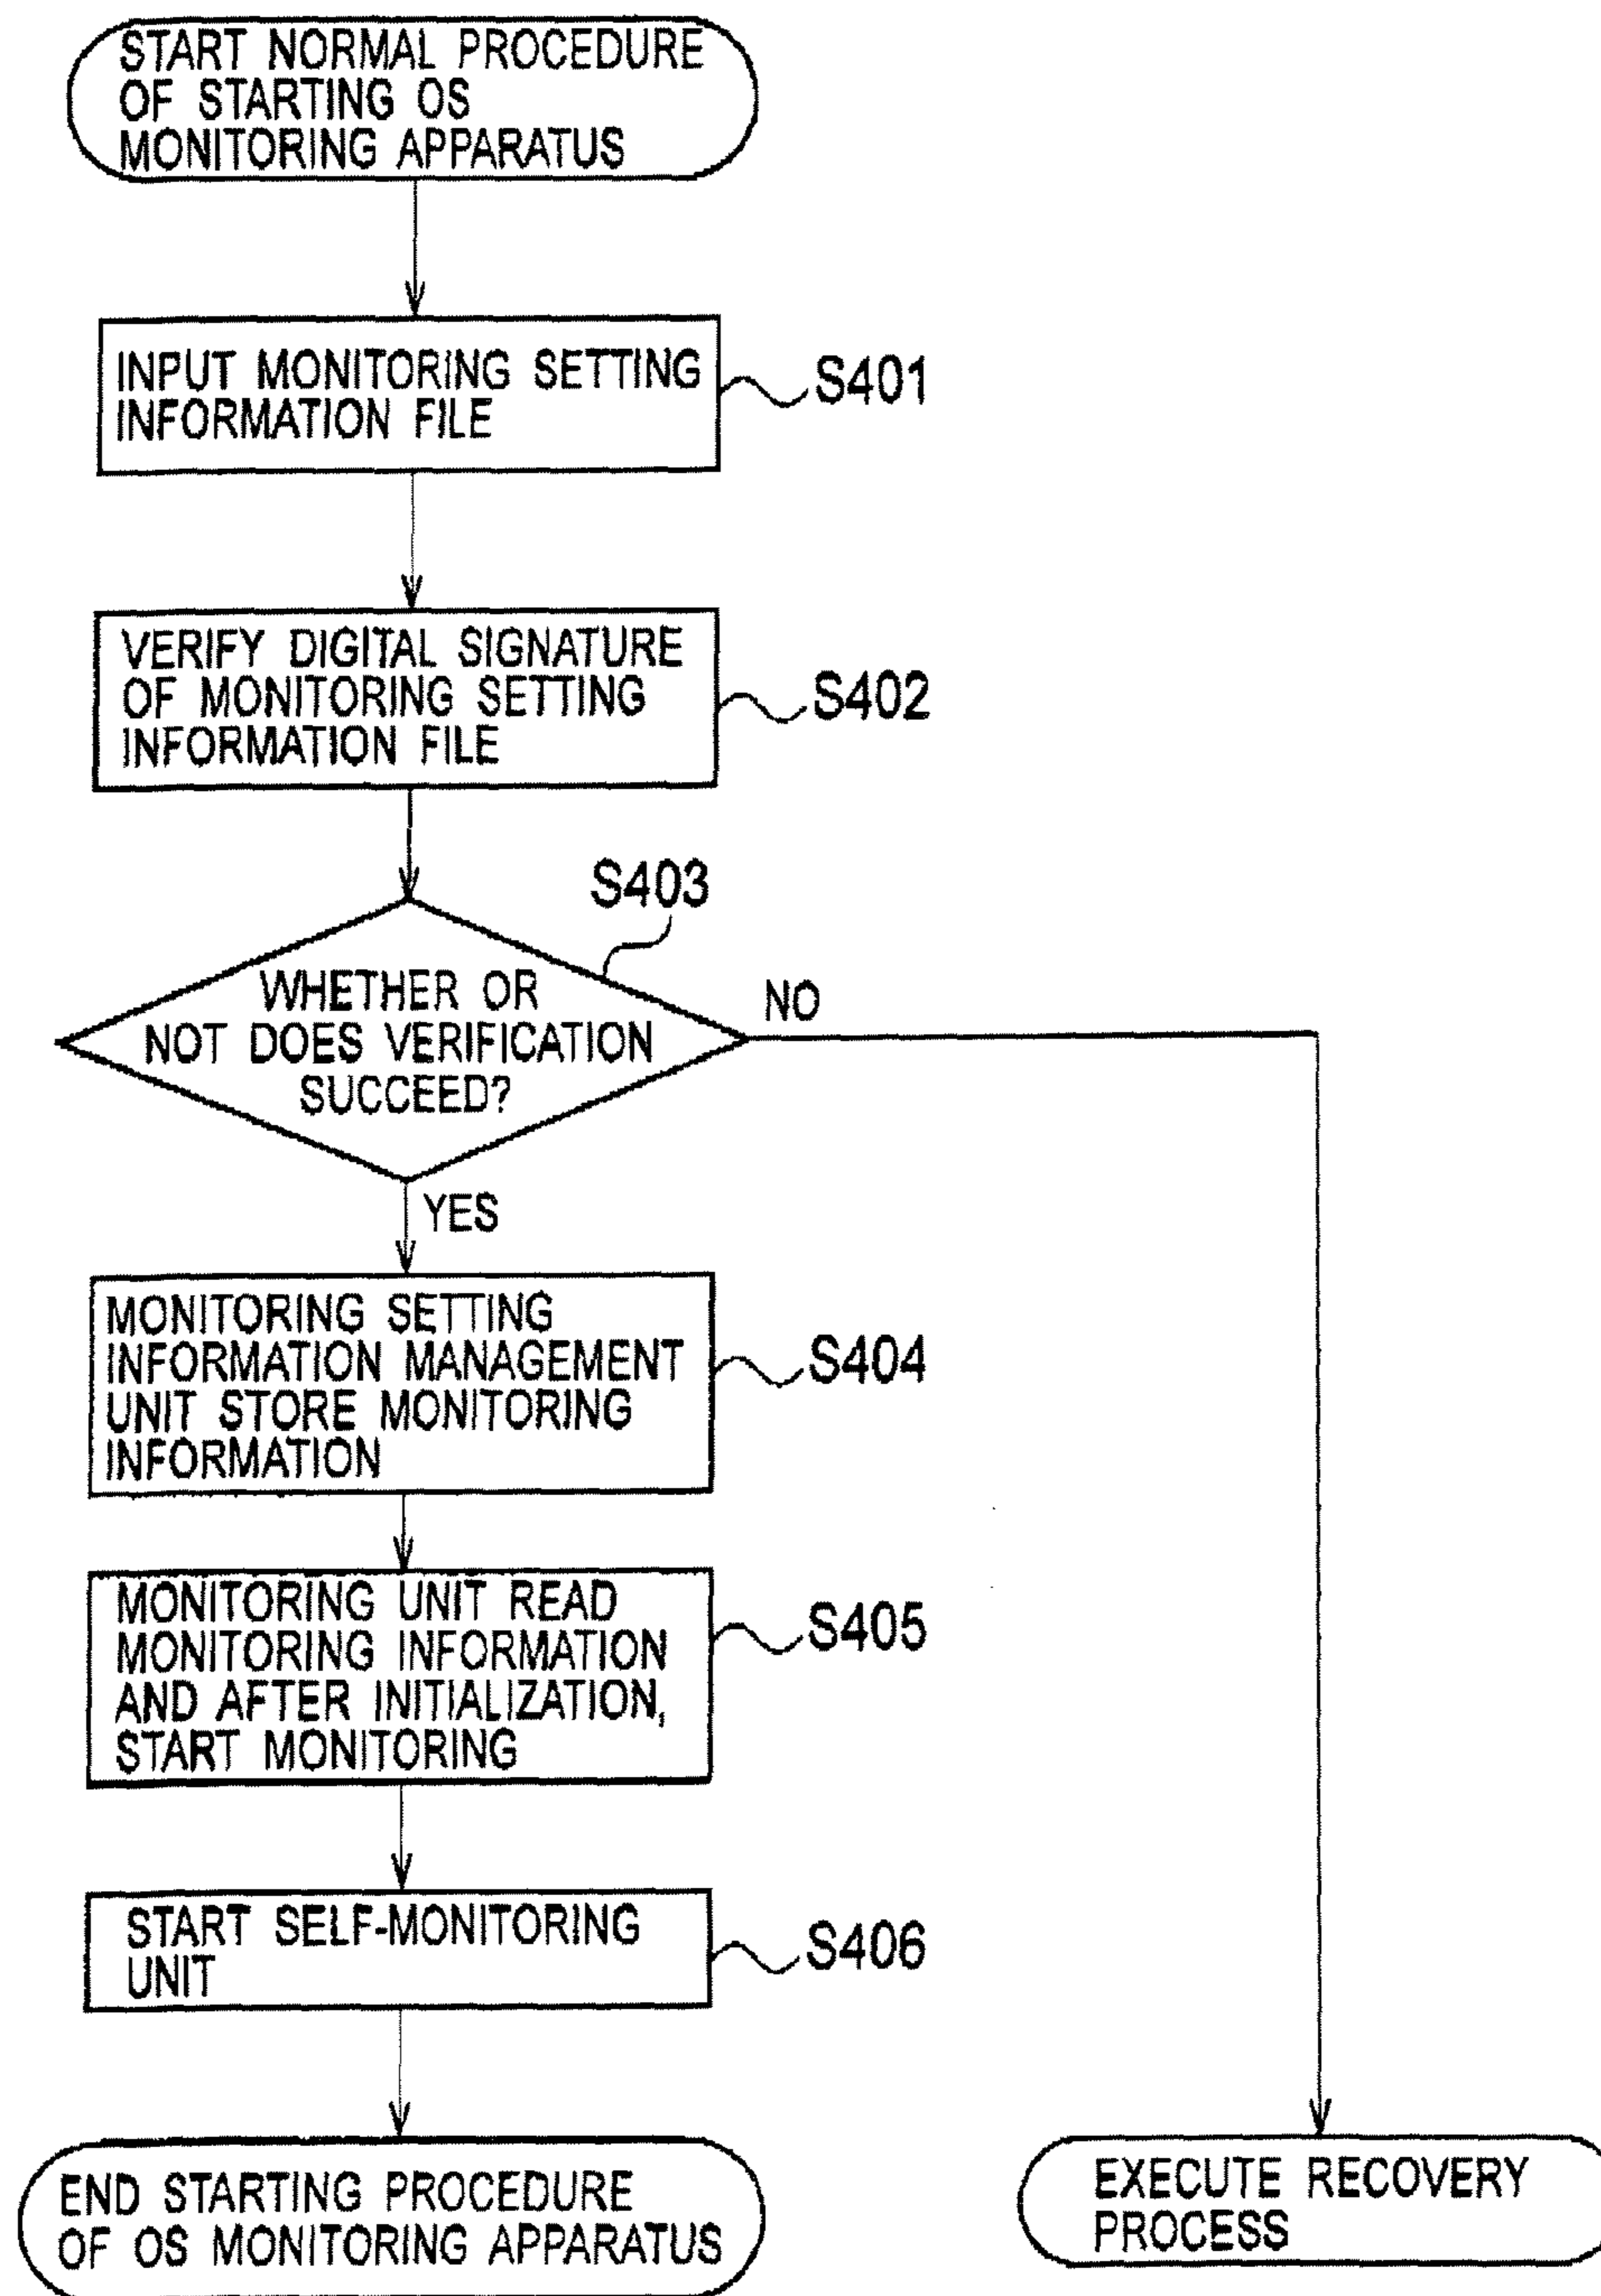 START NORMAL PROCEDURE
OF STARTING OS
MONITORING APPARATUS
INPUT MONITORING SETTING
INFORMATION FILE
S401
VERIFY DIGITAL SIGNATURE
OF MONITORING SETTING
INFORMATION FILE
S402
S403
WHETHER OR
NOT DOES VERIFICATION
SUCCEED?
NO
YES
MONITORING SETTING
INFORMATION MANAGEMENT
UNIT STORE MONITORING
INFORMATION
S404
MONITORING UNIT READ
MONITORING INFORMATION
AND AFTER INITIALIZATION,
START MONITORING
S405
START SELF-MONITORING
UNIT
S406
END STARTING PROCEDURE
OF OS MONITORING APPARATUS
EXECUTE RECOVERY
PROCESS